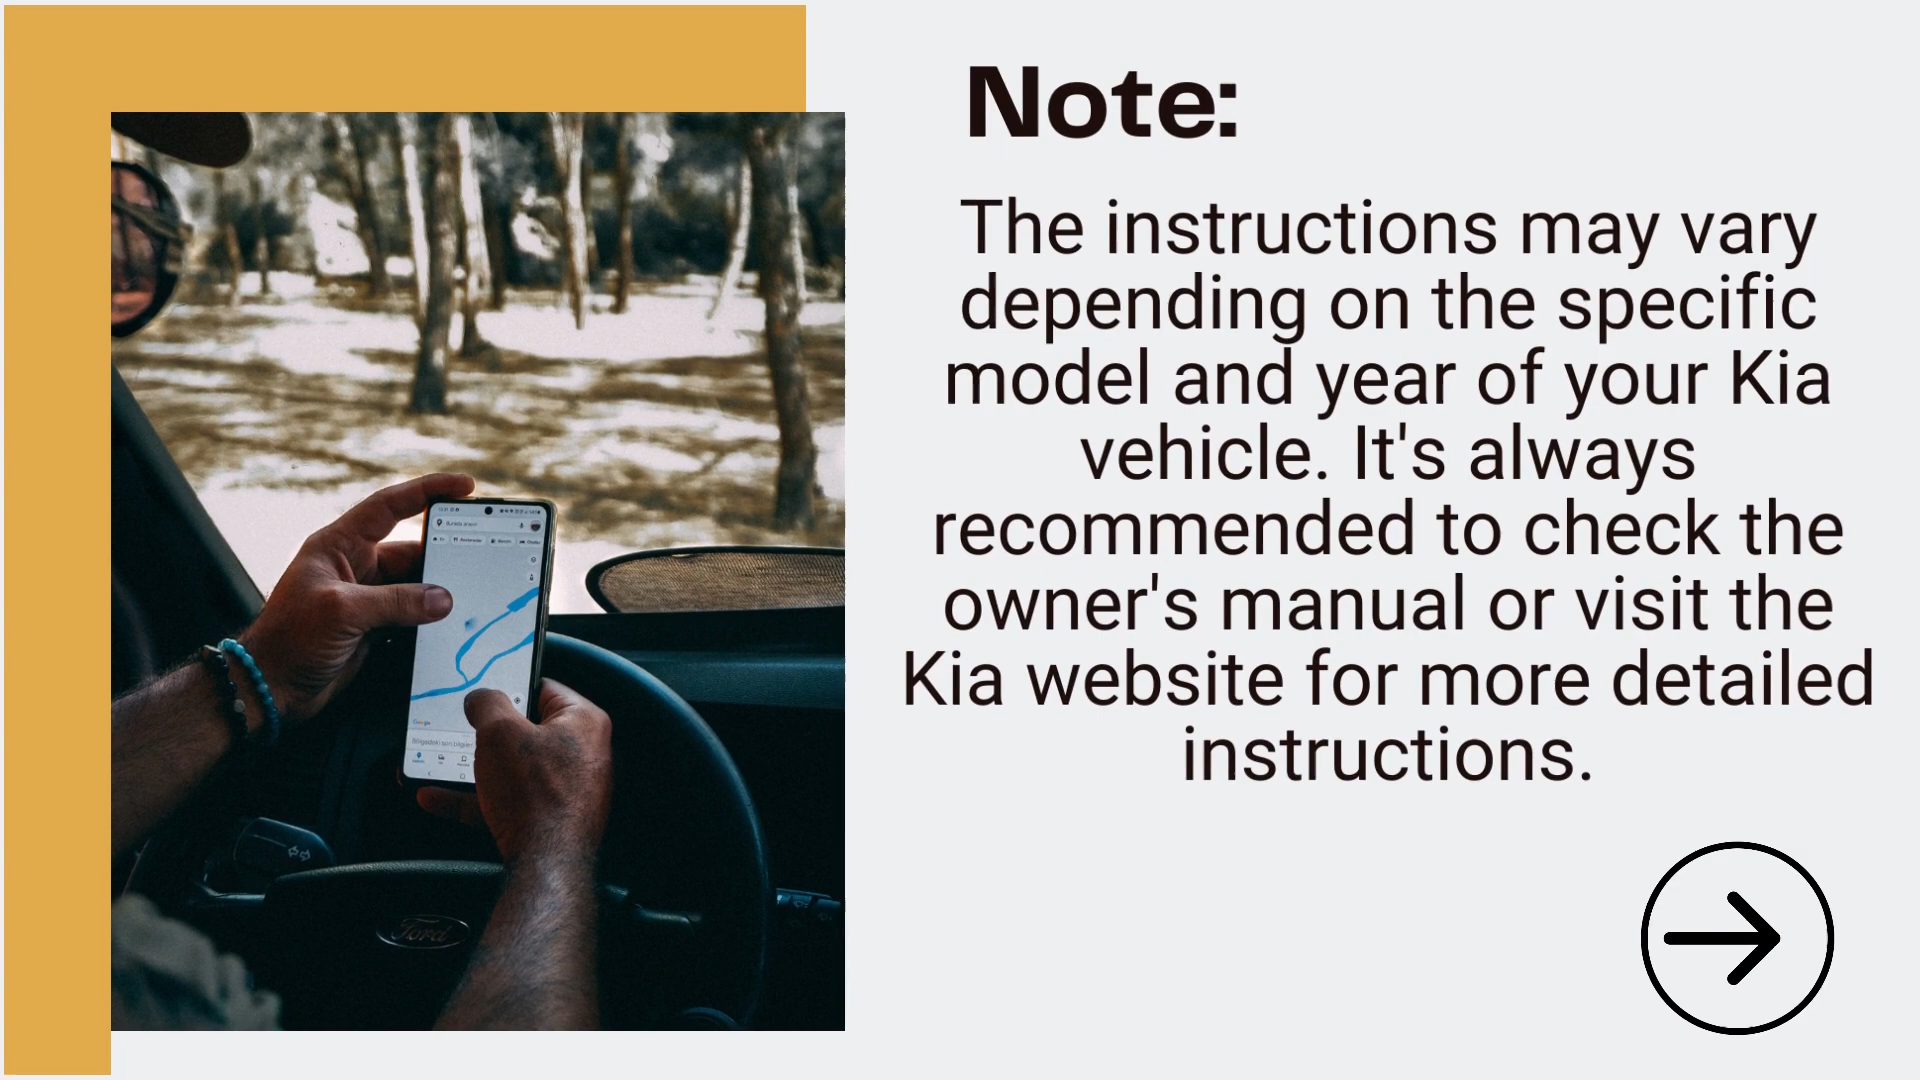 Note:
The instructions may vary
depending on the specific
model and year of your Kia
vehicle. It's always
recommended to check the
owner's manual or visit the
Kia website for more detailed
instructions.
Google
Ford